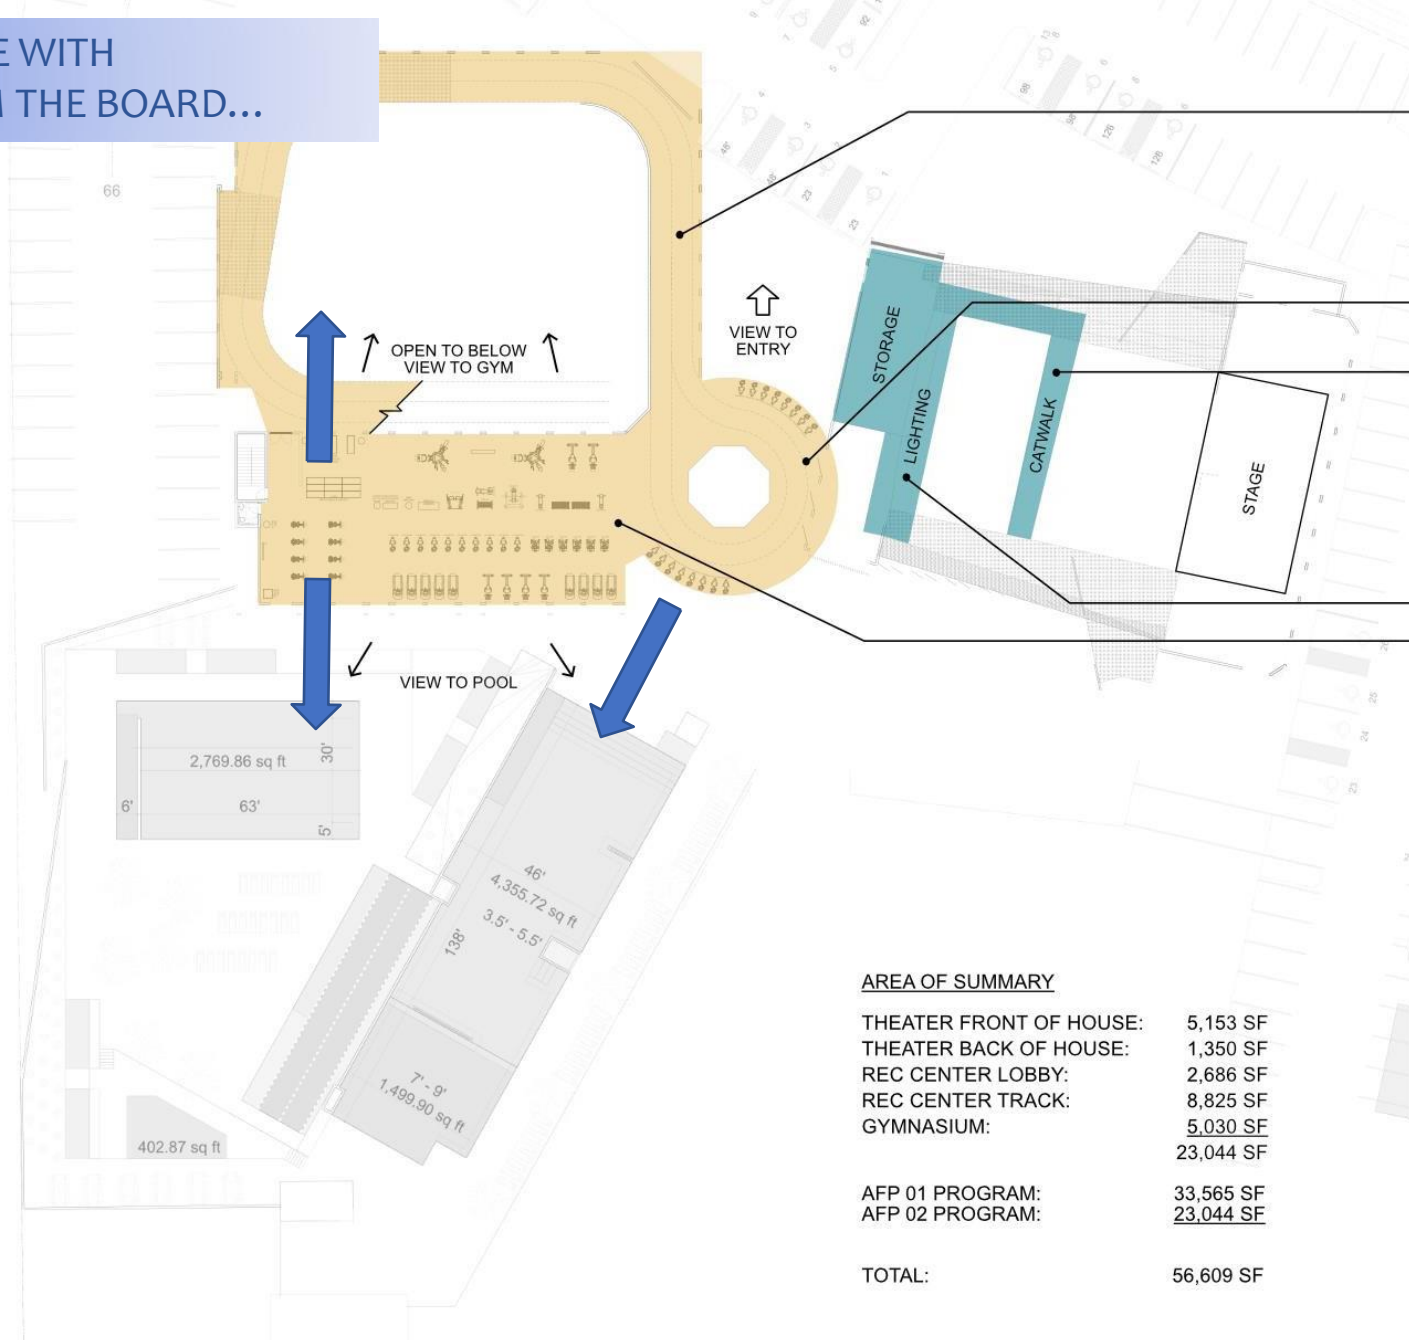 E WITH
M THE BOARD...
66
OPEN TO BELOW
VIEW TO GYM
VIEW TO
ENTRY
STORAGE
LIGHTING
CATWALK
STAGE
VIEW TO POOL
2,769.86 sq ft
30'
6'
63'
5'
46'
4,355.72 sq ft
3.5' - 5.5'
138'
7' - 9'
1,499.90 sq ft
402.87 sq ft
26
25
24
23
AREA OF SUMMARY
THEATER FRONT OF HOUSE: 5,153 SF
THEATER BACK OF HOUSE: 1,350 SF
REC CENTER LOBBY: 2,686 SF
REC CENTER TRACK: 8,825 SF
GYMNASIUM: 5,030 SF
23,044 SF
AFP 01 PROGRAM: 33,565 SF
AFP 02 PROGRAM: 23,044 SF
TOTAL: 56,609 SF